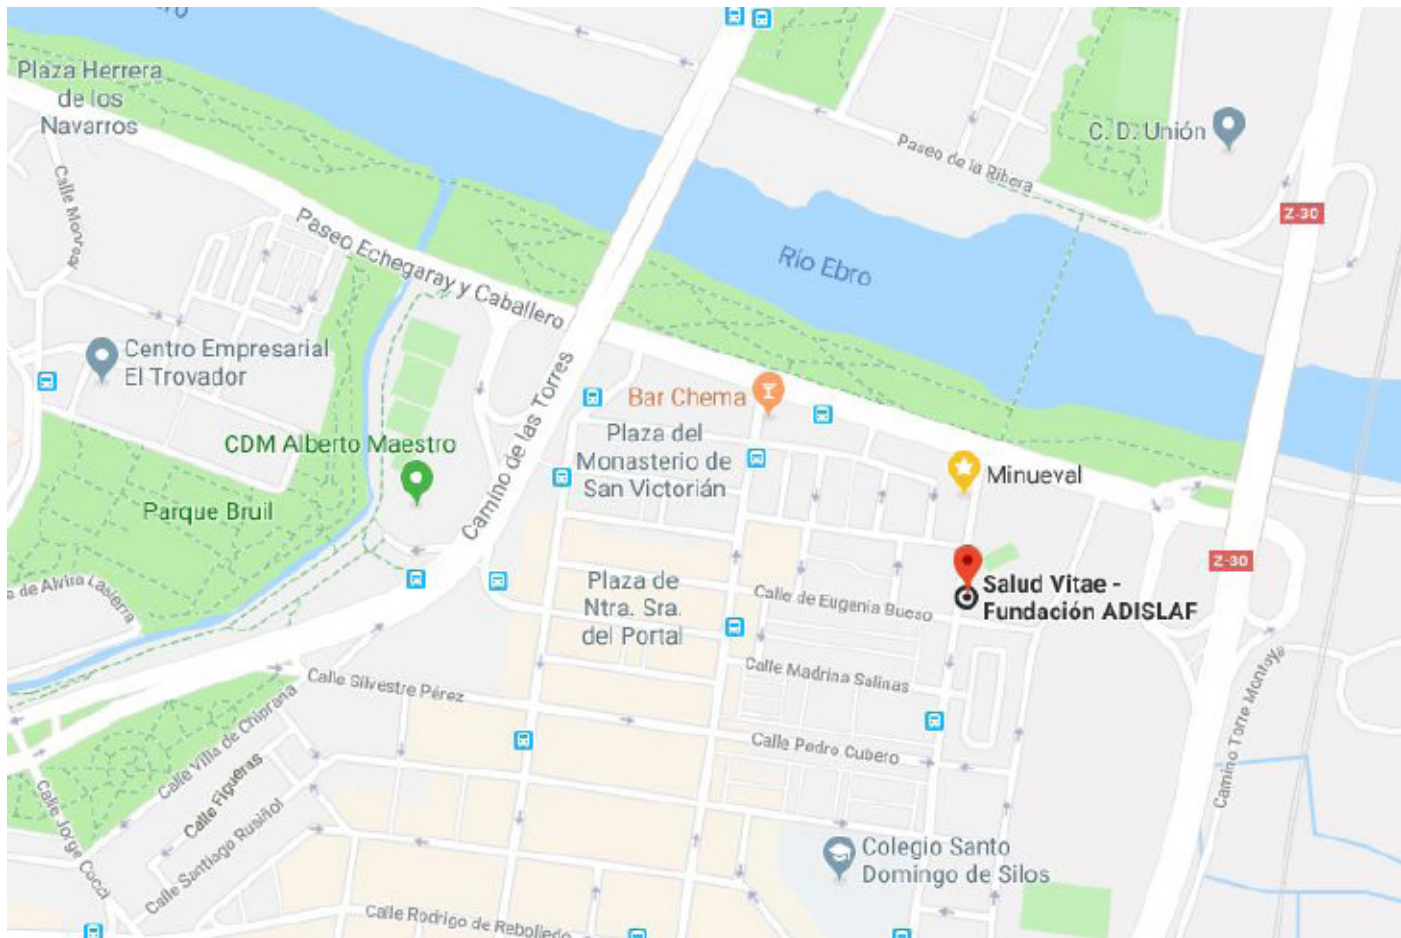 Plaza Herrera
de los
Navarros
Calle Monreal
Paseo Echegaray y Caballero
C. D. Unión
Paseo de la Ribera
Z-30
Río Ebro
Centro Empresarial
El Trovador
CDM Alberto Maestro
Parque Bruil
Camino de las Torres
Bar Chema
Plaza del
Monasterio de
San Victorián
Minueval
Z-30
Salud Vitae -
Fundación ADISLAF
Plaza de
Ntra. Sra.
del Portal
Calle de Eugenia Bueso
a de Alvira Lasierra
Calle Madrina Salinas
Calle Silvestre Pérez
Calle Villa de Chiprana
Calle Figueras
Calle Santiago Rusiñol
Calle Jorge Cocci
Calle Pedro Cubero
Camino Torre Montoya
Colegio Santo
Domingo de Silos
Calle Rodrigo de Rebolledo